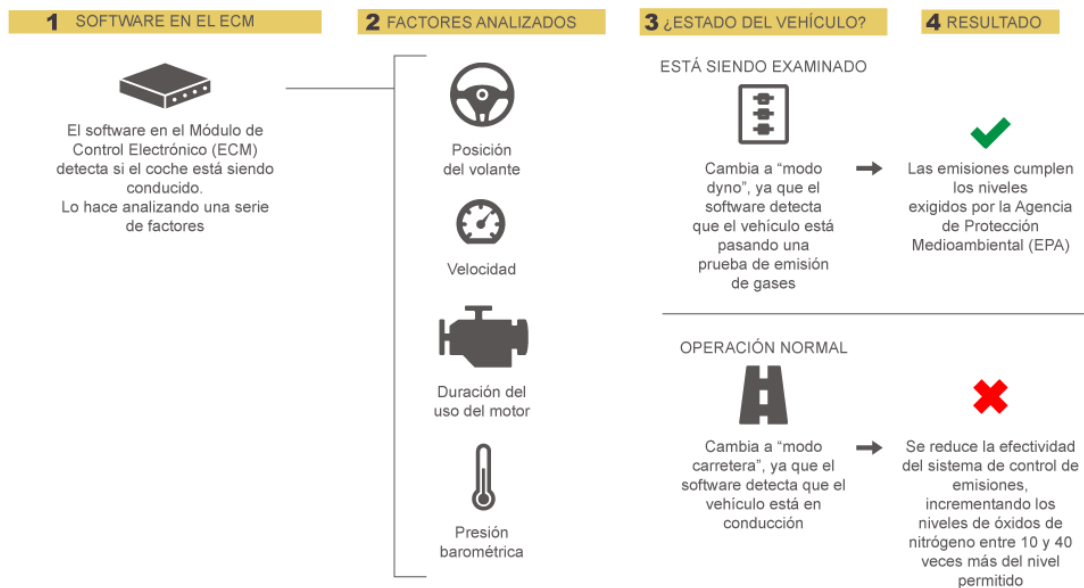 1 SOFTWARE EN EL ECM
El software en el Módulo de
Control Electrónico (ECM)
detecta si el coche está siendo
conducido.
Lo hace analizando una serie
de factores
2 FACTORES ANALIZADOS
Posición
del volante
Velocidad
Duración del
uso del motor
Presión
barométrica
3 ¿ESTADO DEL VEHÍCULO?
4 RESULTADO
ESTÁ SIENDO EXAMINADO
Cambia a “modo
dyno”, ya que el
software detecta
que el vehículo está
pasando una
prueba de emisión
de gases
Las emisiones cumplen
los niveles
exigidos por la Agencia
de Protección
Medioambiental (EPA)
OPERACIÓN NORMAL
Cambia a “modo
carretera”, ya que el
software detecta que el
vehículo está en
conducción
Se reduce la efectividad
del sistema de control de
emisiones,
incrementando los
niveles de óxidos de
nitrógeno entre 10 y 40
veces más del nivel
permitido